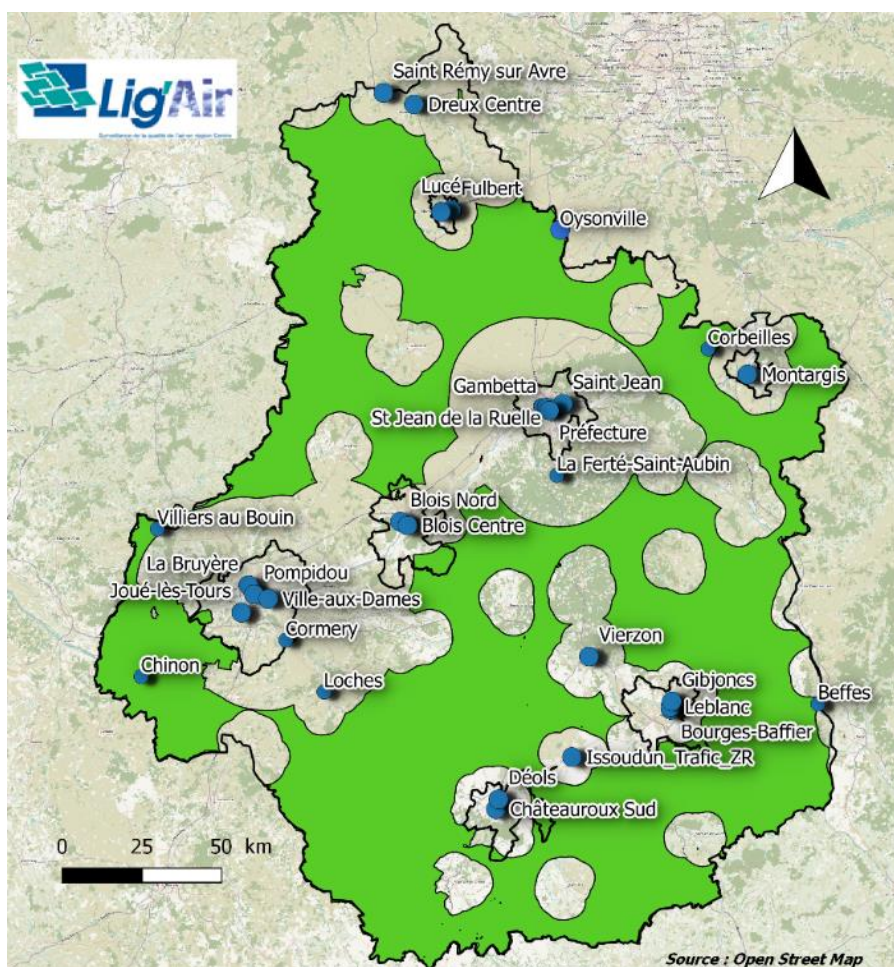 Lig'Air
Surveillance de la qualité de l'air en région Centre
Saint Rémy sur Avre
Dreux Centre
Lucé
Fulbert
Oysonville
Corbeilles
Montargis
Gambetta
Saint Jean
St Jean de la Ruelle
Préfecture
La Ferté-Saint-Aubin
Blois Nord
Blois Centre
Villiers au Bouin
La Bruyère
Pompidou
Joué-lès-Tours
Ville-aux-Dames
Cormery
Chinon
Loches
Vierzon
Gibjoncs
Leblanc
Beffes
Bourges-Baffier
Issoudun_Trafic_ZR
Déols
Châteauroux Sud
0 25 50 km
Source : Open Street Map